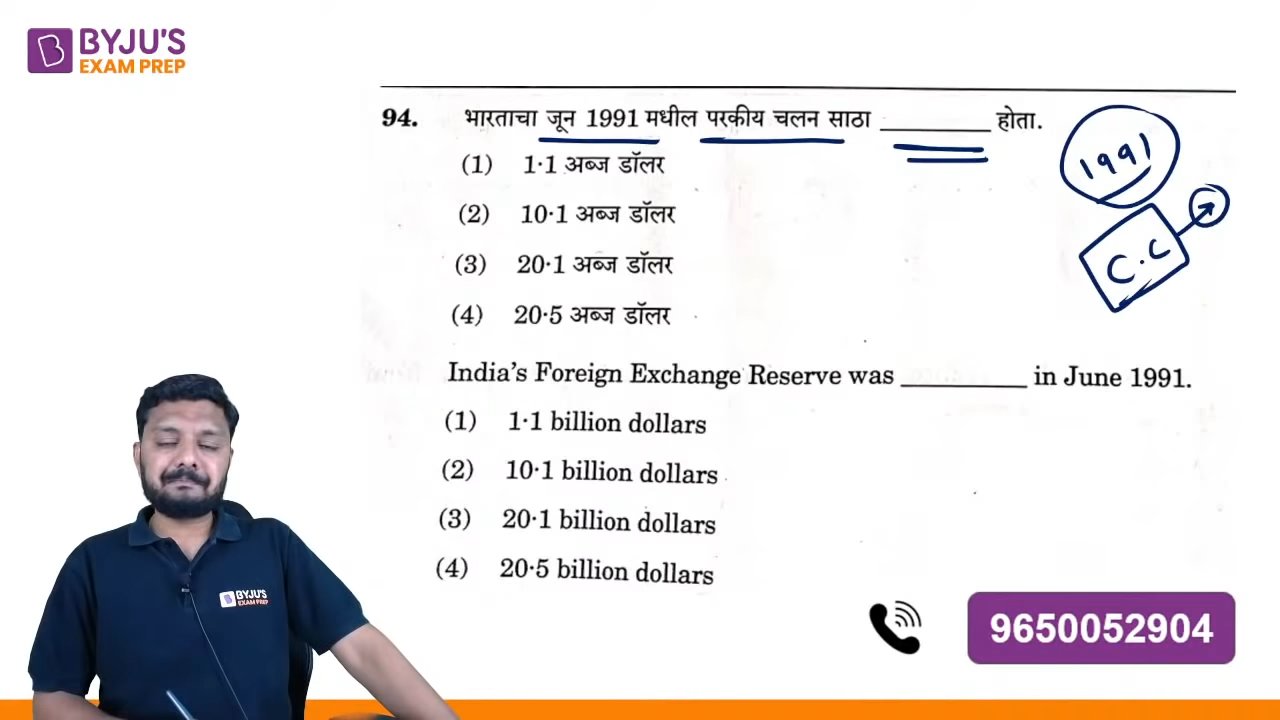 BYJU'S
EXAM PREP
94. भारताचा जून 1991 मधील परकीय चलन साठा ________ होता.
(1) 1·1 अब्ज डॉलर
(2) 10·1 अब्ज डॉलर
(3) 20·1 अब्ज डॉलर
(4) 20·5 अब्ज डॉलर
1991
C.C
India's Foreign Exchange Reserve was ________ in June 1991.
(1) 1·1 billion dollars
(2) 10·1 billion dollars
(3) 20·1 billion dollars
(4) 20·5 billion dollars
BYJU'S
EXAM PREP
9650052904